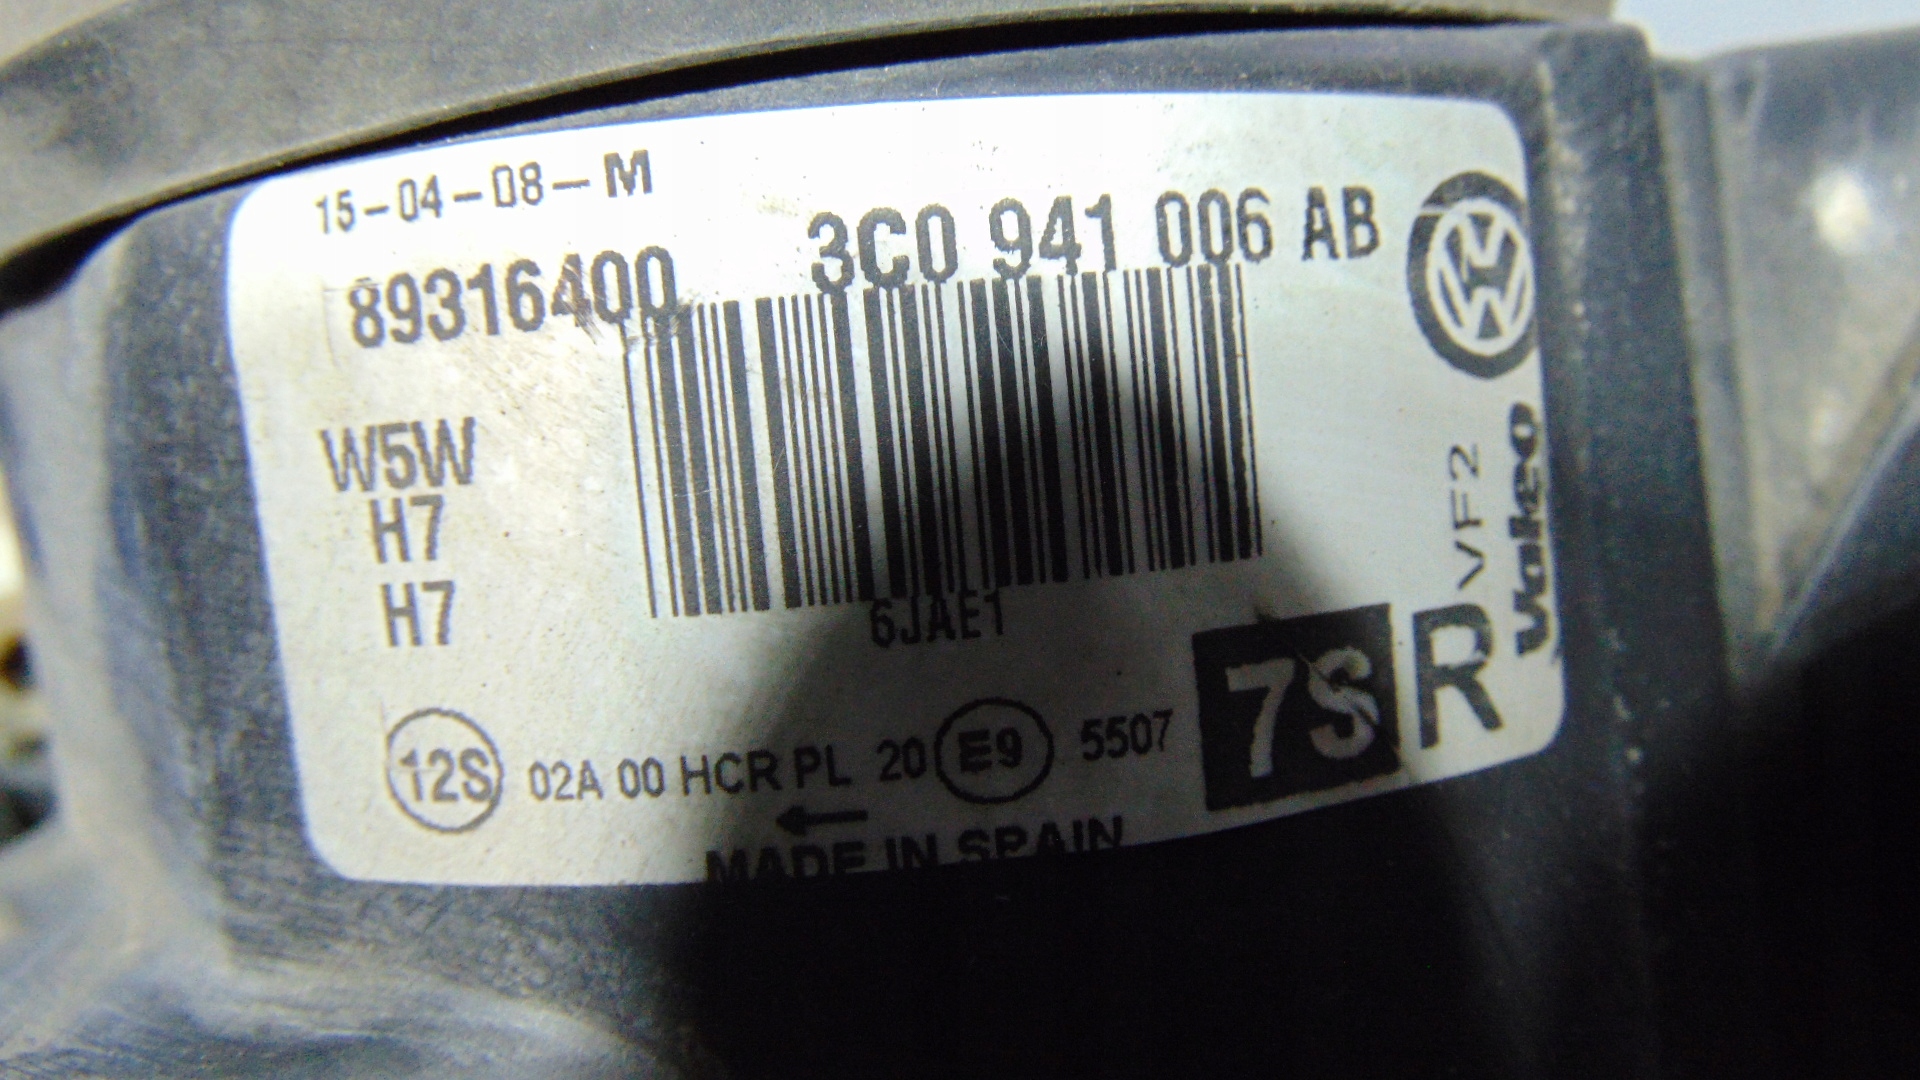 15-04-08-M
89316400
3C0 941 006 AB
W5W
H7
H7
6JAE1
VF2
Valeo
7S
R
12S 02A 00 HCR PL 20 E9 5507
MADE IN SPAIN